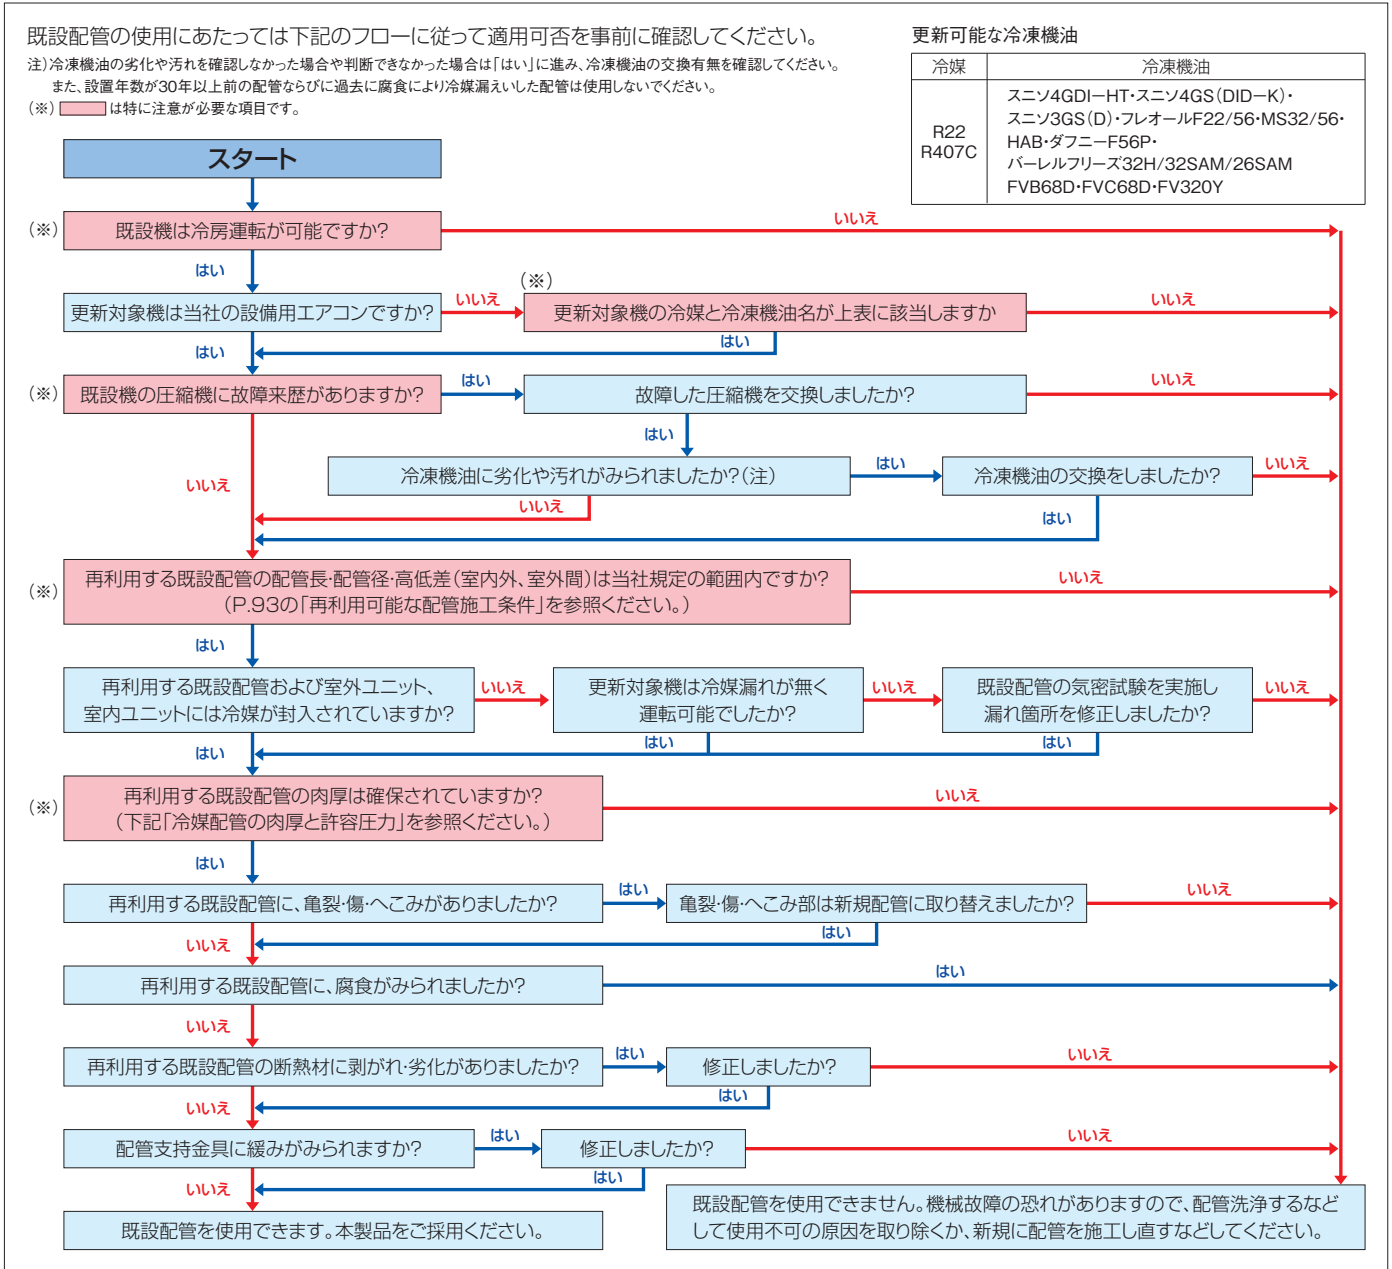 既設配管の使用にあたっては下記のフローに従って適用可否を事前に確認してください。
注)冷凍機油の劣化や汚れを確認しなかった場合や判断できなかった場合は「はい」に進み、冷凍機油の交換有無を確認してください。
また、設置年数が30年以上前の配管ならびに過去に腐食により冷媒漏えいした配管は使用しないでください。
(※) は特に注意が必要な項目です。
更新可能な冷凍機油
冷媒 冷凍機油
R22
R407C
スニソ4GDI-HT・スニソ4GS(DID-K)・
スニソ3GS(D)・フレオールF22/56・MS32/56・
HAB・ダフニーF56P・
バーレルフリーズ32H/32SAM/26SAM
FVB68D・FVC68D・FV320Y
スタート
(※) 既設機は冷房運転が可能ですか? いいえ
はい
(※)
更新対象機は当社の設備用エアコンですか? いいえ 更新対象機の冷媒と冷凍機油名が上表に該当しますか いいえ
はい はい
(※) 既設機の圧縮機に故障来歴がありますか? はい 故障した圧縮機を交換しましたか? いいえ
はい
いいえ 冷凍機油に劣化や汚れがみられましたか?(注) はい 冷凍機油の交換をしましたか? いいえ
いいえ はい
(※) 再利用する既設配管の配管長・配管径・高低差(室内外、室外間)は当社規定の範囲内ですか?
(P.93の「再利用可能な配管施工条件」を参照ください。)
いいえ
はい
再利用する既設配管および室外ユニット、
室内ユニットには冷媒が封入されていますか?
いいえ
更新対象機は冷媒漏れが無く
運転可能でしたか?
いいえ
既設配管の気密試験を実施し
漏れ箇所を修正しましたか?
いいえ
はい はい はい
(※) 再利用する既設配管の肉厚は確保されていますか?
(下記「冷媒配管の肉厚と許容圧力」を参照ください。)
いいえ
はい
再利用する既設配管に、亀裂・傷・へこみがありましたか? はい 亀裂・傷・へこみ部は新規配管に取り替えましたか? いいえ
いいえ はい
再利用する既設配管に、腐食がみられましたか? はい
いいえ
再利用する既設配管の断熱材に剥がれ・劣化がありましたか? はい 修正しましたか? いいえ
いいえ はい
配管支持金具に緩みがみられますか? はい 修正しましたか? いいえ
いいえ はい
既設配管を使用できます。本製品をご採用ください。
既設配管を使用できません。機械故障の恐れがありますので、配管洗浄するなど
して使用不可の原因を取り除くか、新規に配管を施工し直すなどしてください。